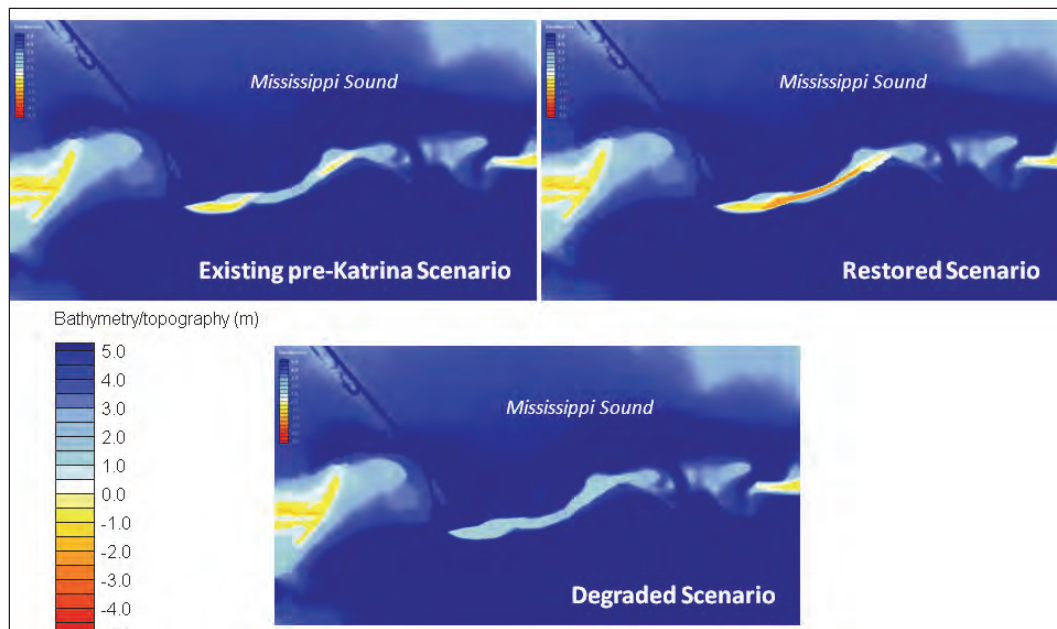 Mississippi Sound
Existing pre-Katrina Scenario
Mississippi Sound
Restored Scenario
Bathymetry/topography (m)
5.0
4.0
3.0
2.0
1.0
0.0
-1.0
-2.0
-3.0
-4.0
Mississippi Sound
Degraded Scenario